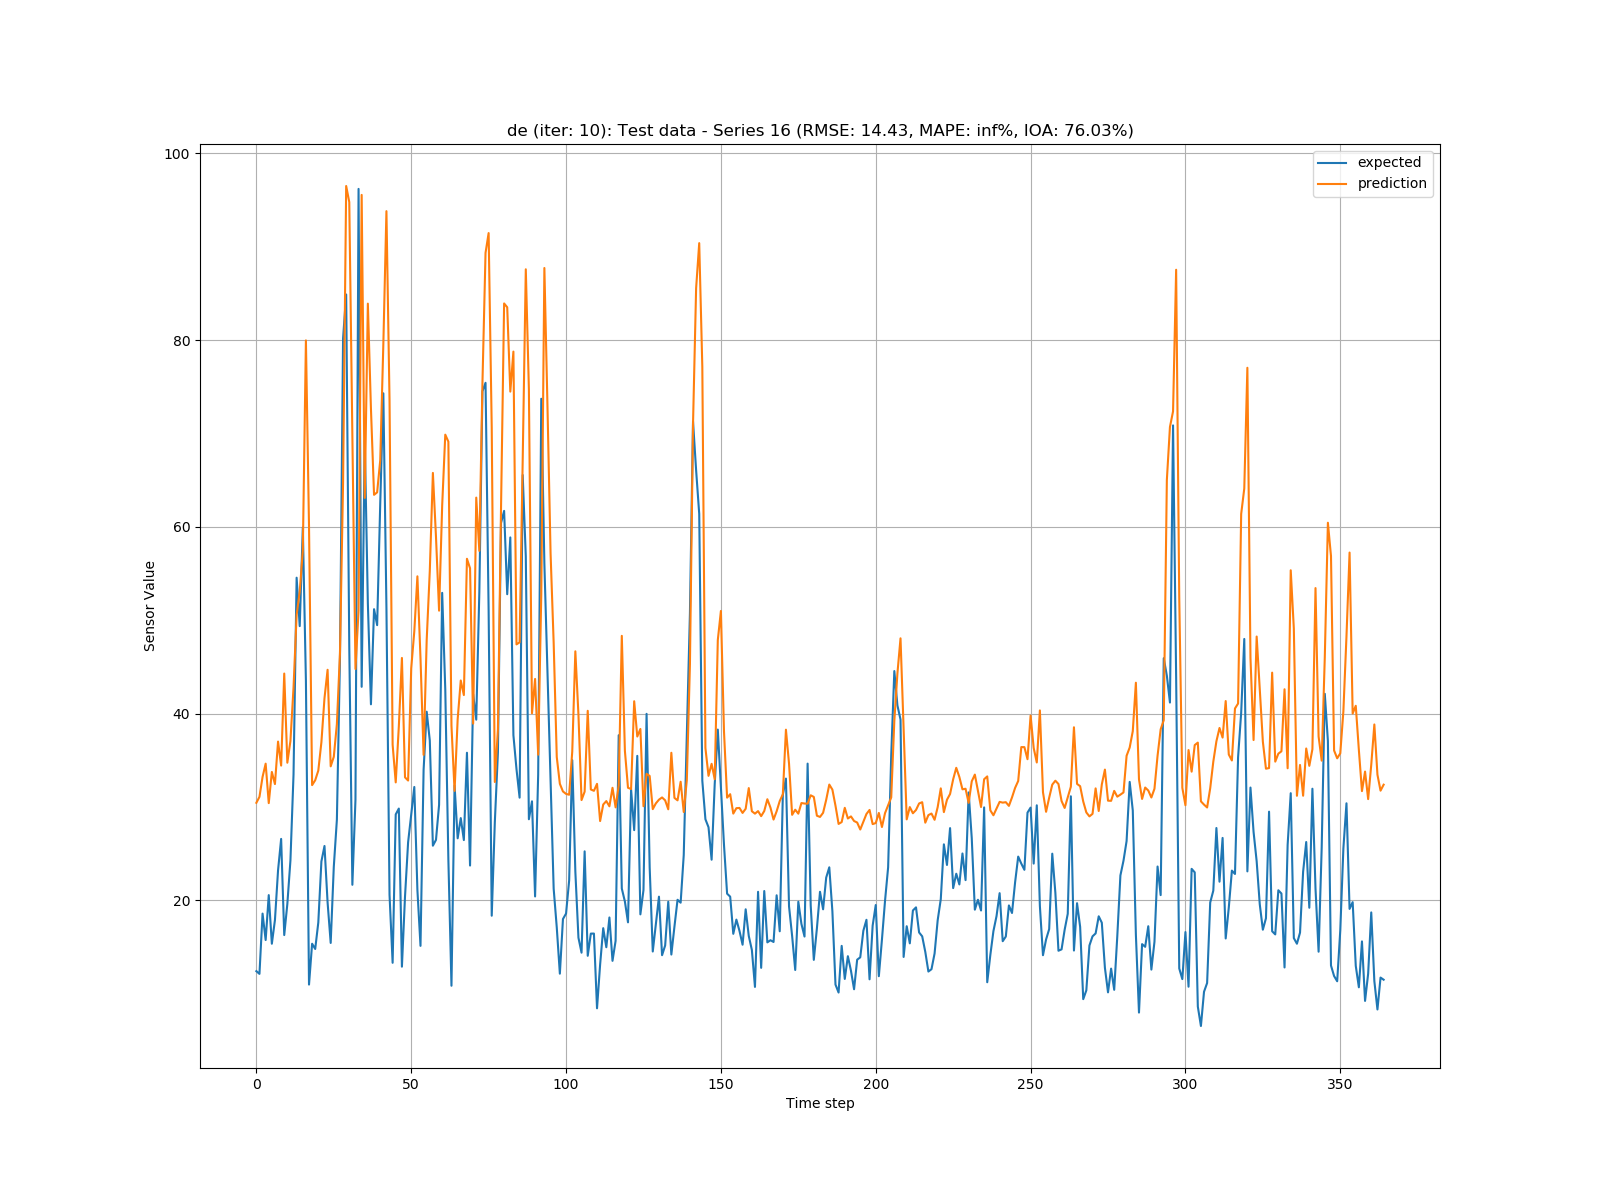 de (iter: 10): Test data - Series 16 (RMSE: 14.43, MAPE: inf%, IOA: 76.03%)
expected
prediction
100
80
60
40
20
Sensor Value
0 50 100 150 200 250 300 350
Time step